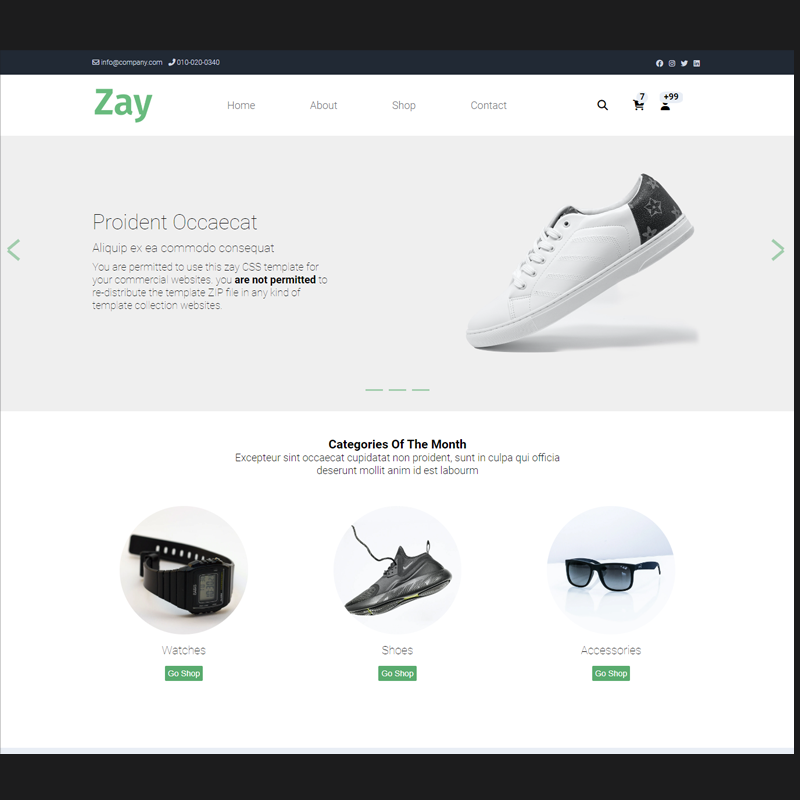 info@company.com 010-020-0340
Zay Home About Shop Contact 7 +99
Proident Occaecat
Aliquip ex ea commodo consequat
You are permitted to use this zay CSS template for
your commercial websites. you are not permitted to
re-distribute the template ZIP file in any kind of
template collection websites.
Categories Of The Month
Excepteur sint occaecat cupidatat non proident, sunt in culpa qui officia
deserunt mollit anim id est labourm
Watches Shoes Accessories
Go Shop Go Shop Go Shop